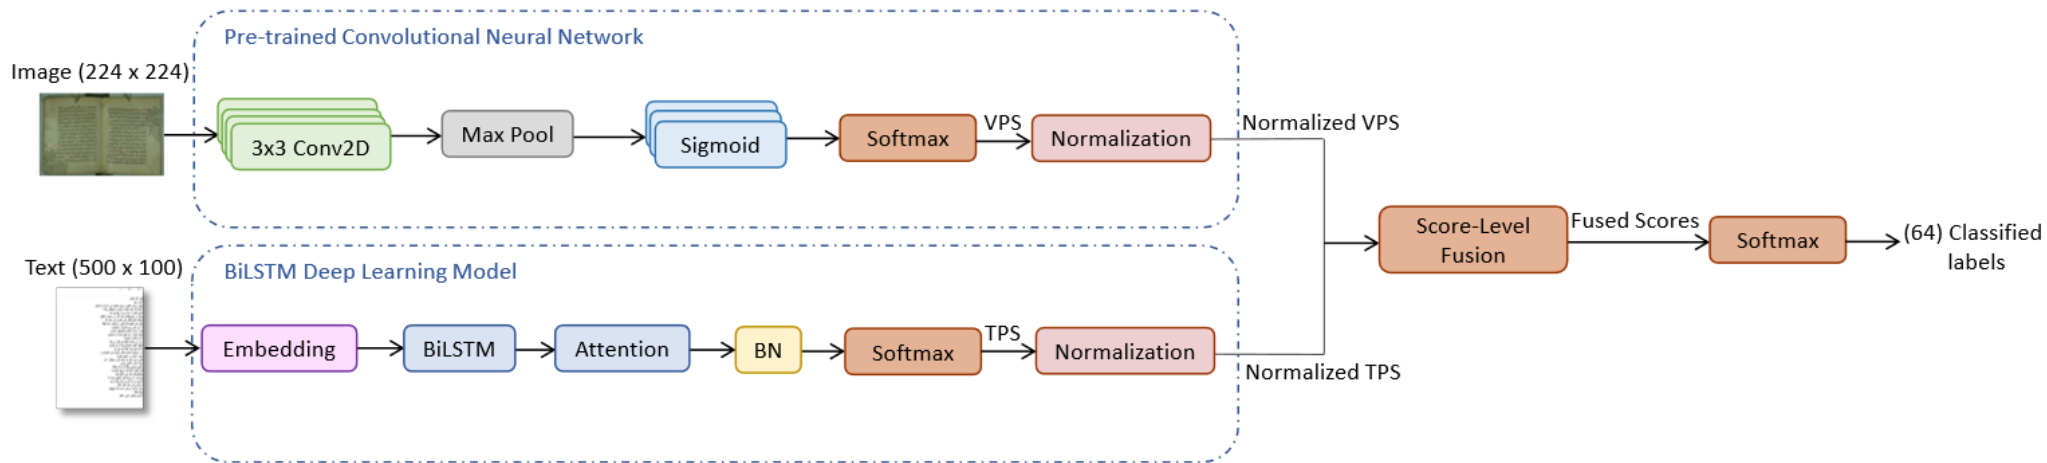 Pre-trained Convolutional Neural Network
Image (224 x 224)
3x3 Conv2D
Max Pool
Sigmoid
Softmax
VPS
Normalization
Normalized VPS
Text (500 x 100)
BiLSTM Deep Learning Model
Embedding
BiLSTM
Attention
BN
Softmax
TPS
Normalization
Normalized TPS
Score-Level
Fusion
Fused Scores
Softmax
(64) Classified
labels